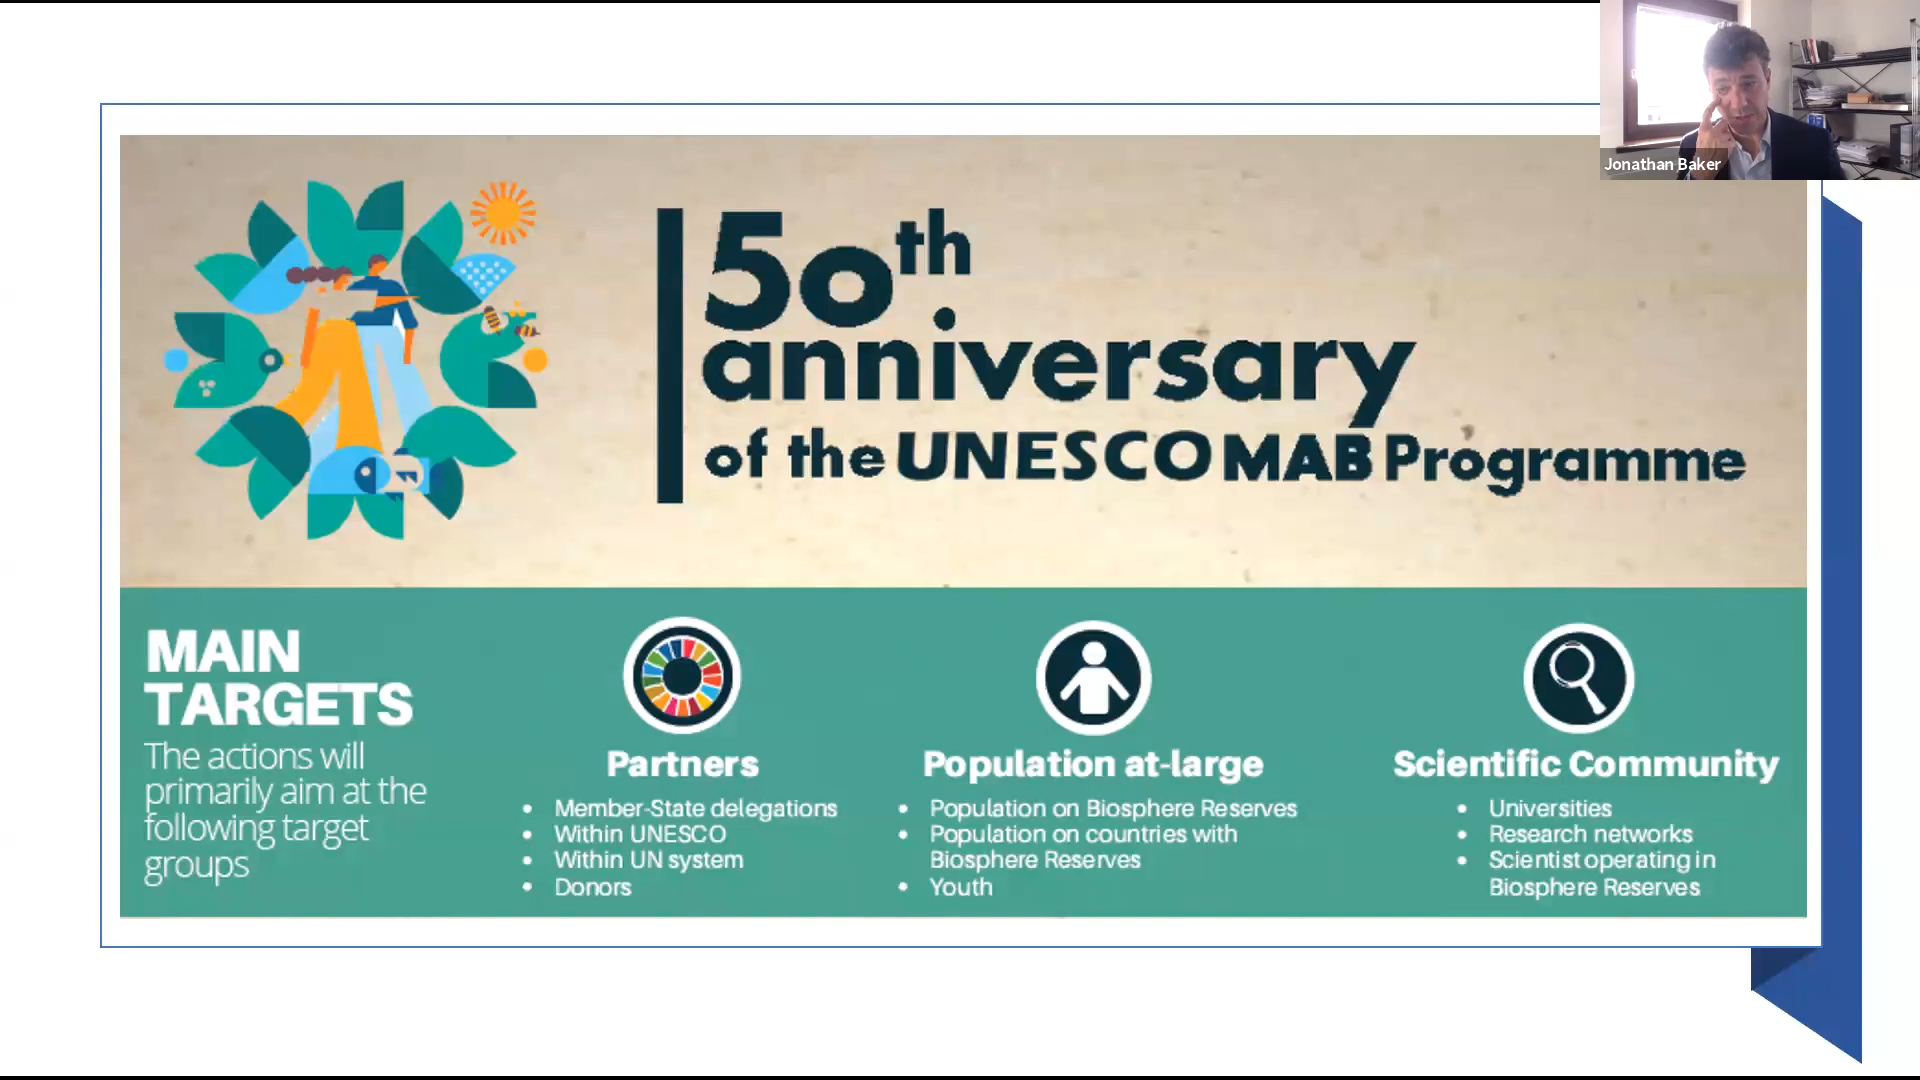 Jonathan Baker
50th
anniversary
of the UNESCO MAB Programme
MAIN
TARGETS
The actions will
primarily aim at the
following target
groups
Partners
• Member-State delegations
• Within UNESCO
• Within UN system
• Donors
Population at-large
• Population on Biosphere Reserves
• Population on countries with
Biosphere Reserves
• Youth
Scientific Community
• Universities
• Research networks
• Scientist operating in
Biosphere Reserves